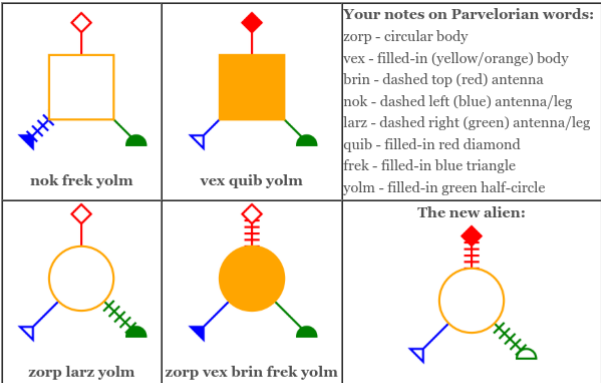 nok frek yolm
vex quib yolm
Your notes on Parvelorian words:
zorp - circular body
vex - filled-in (yellow/orange) body
brin - dashed top (red) antenna
nok - dashed left (blue) antenna/leg
larz - dashed right (green) antenna/leg
quib - filled-in red diamond
frek - filled-in blue triangle
yolm - filled-in green half-circle
zorp larz yolm
zorp vex brin frek yolm
The new alien: